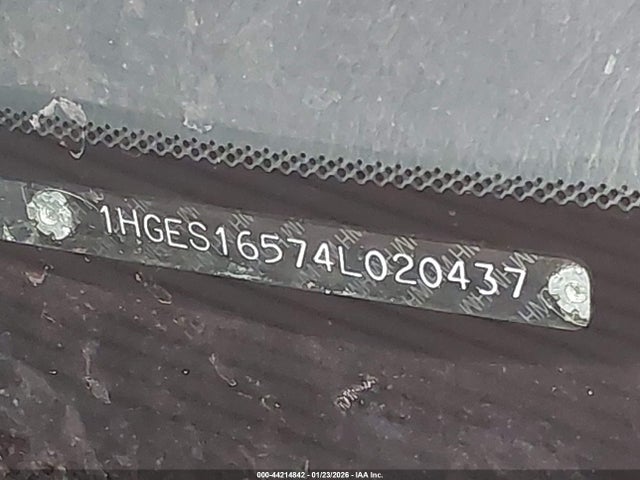 1HGES16574L020437
000-44214842 - 01/23/2026 - IAA Inc.